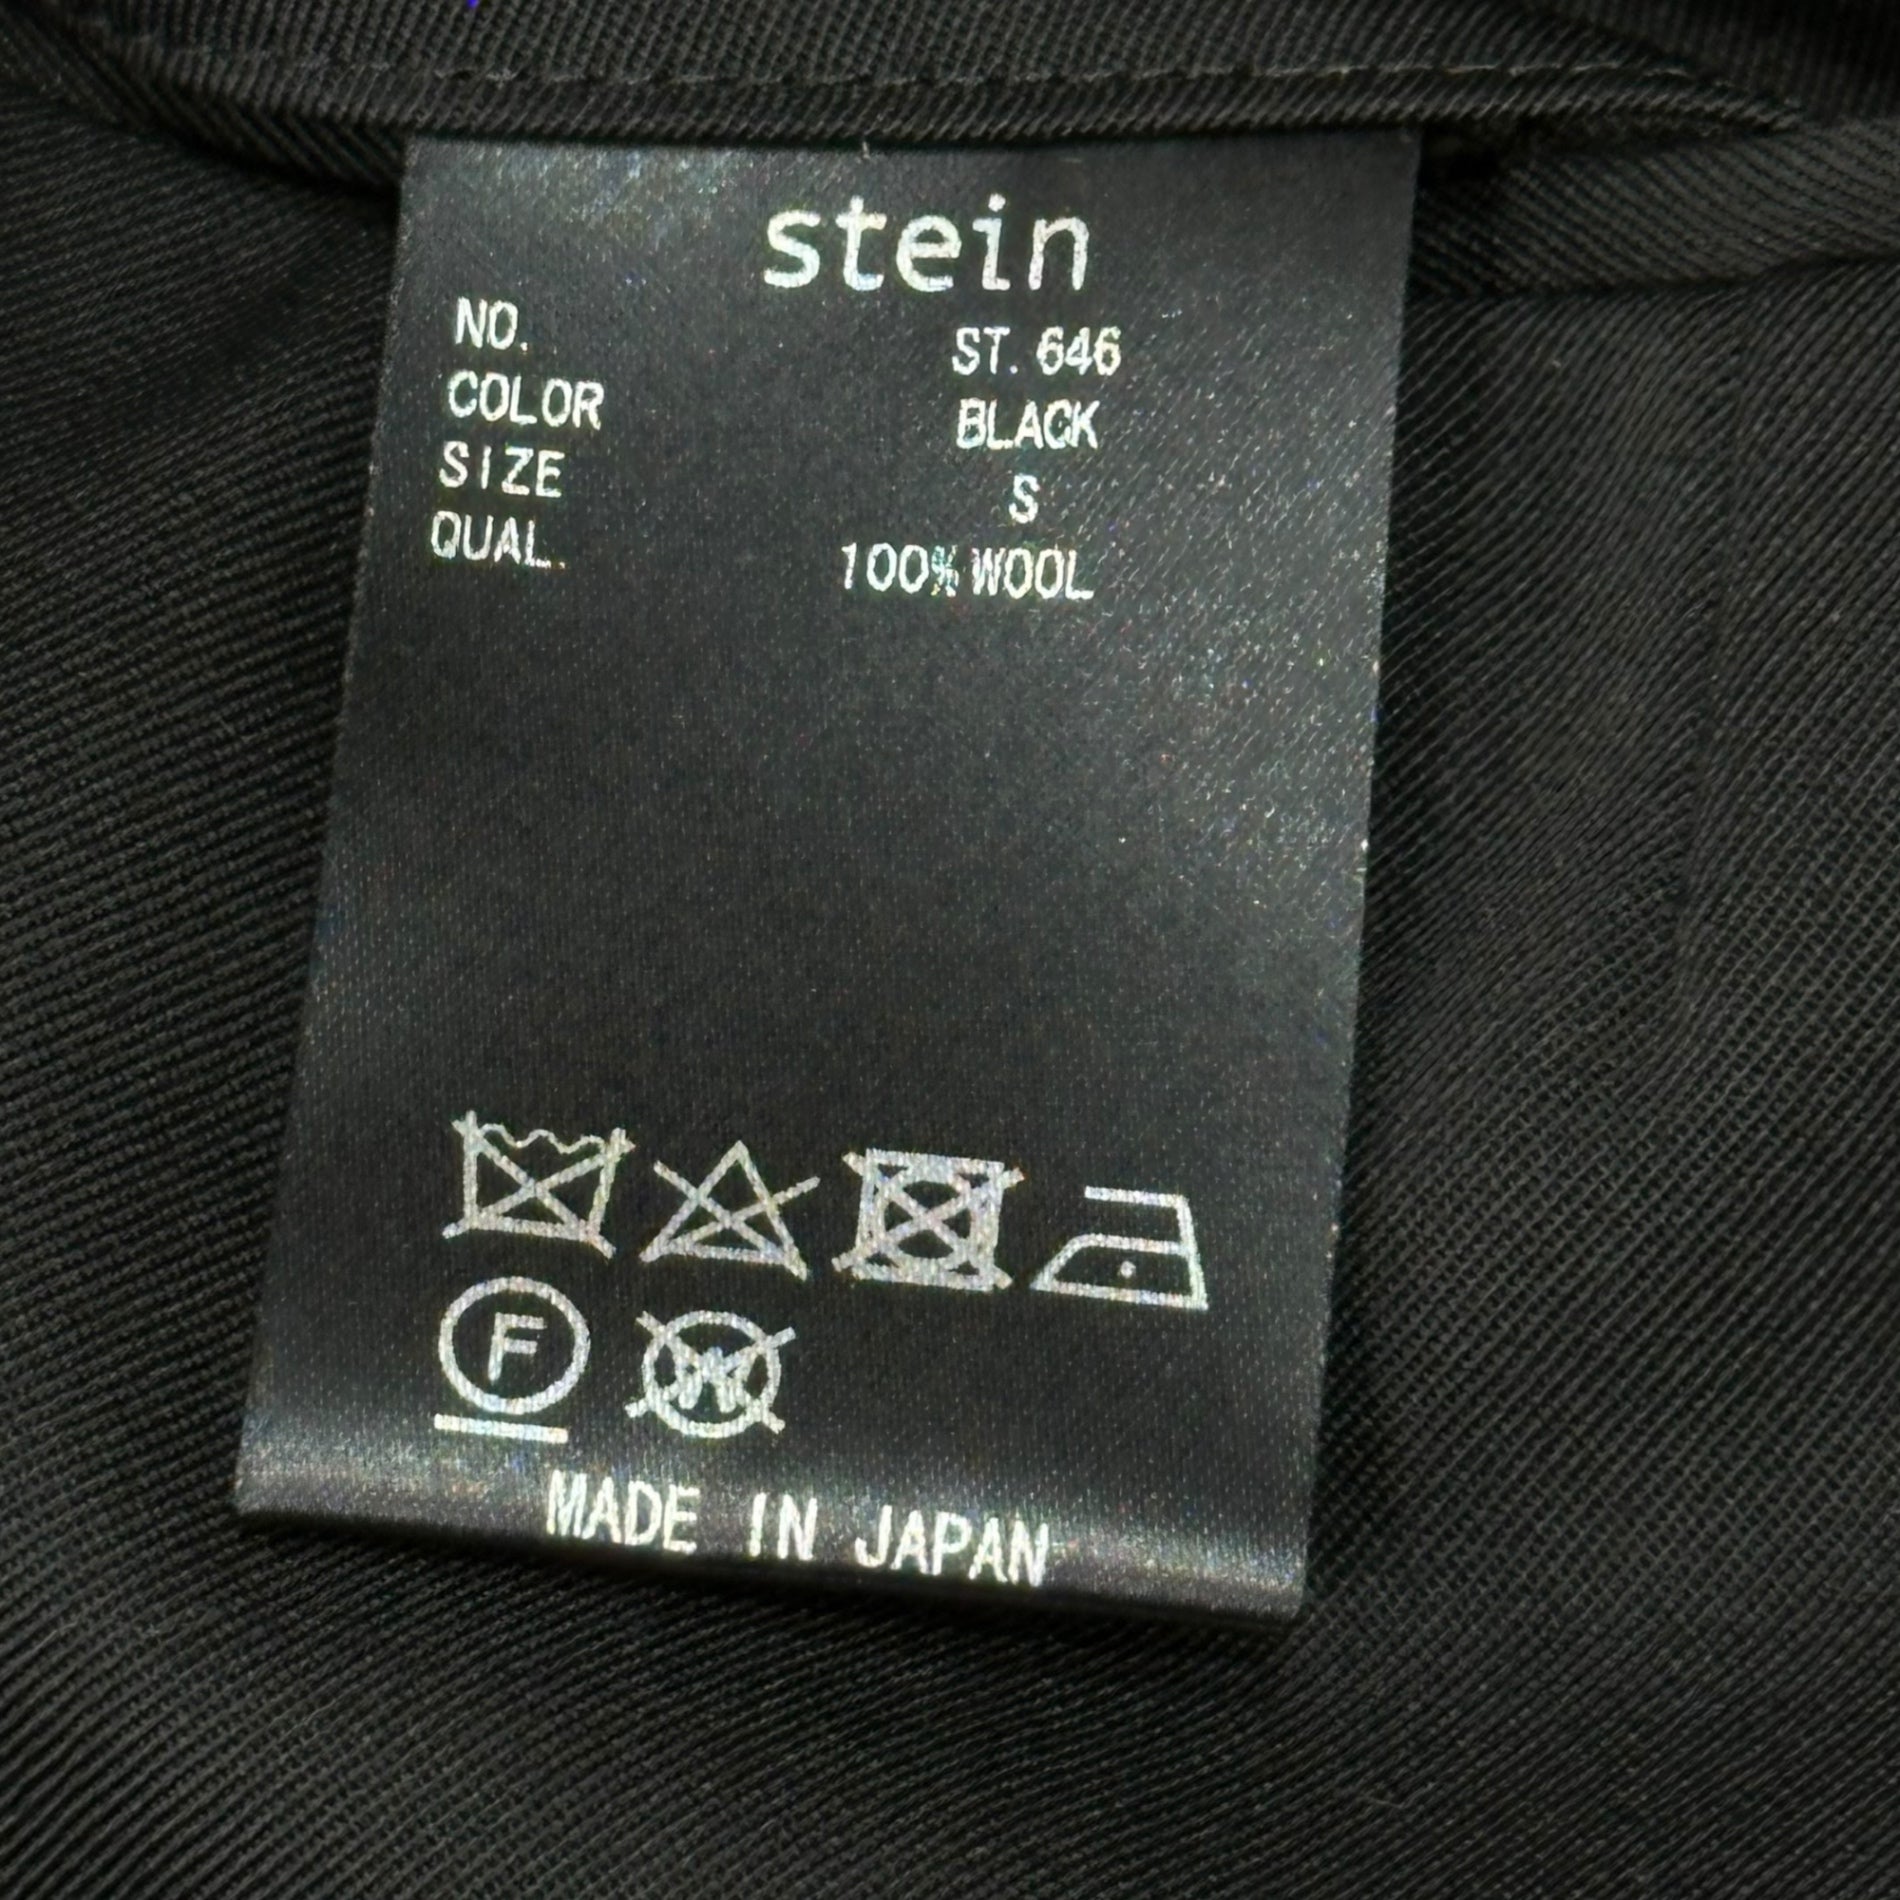 stein
NO. ST. 646
COLOR BLACK
SIZE S
QUAL. 100% WOOL
F W
MADE IN JAPAN